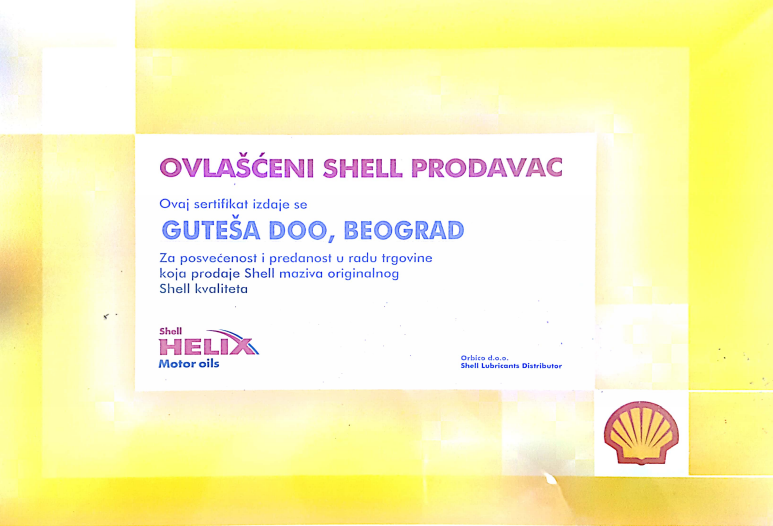 OVLAŠĆENI SHELL PRODAVAC
Ovaj sertifikat izdaje se
GUTEŠA DOO, BEOGRAD
Za posvećenost i predanost u radu trgovine
koja prodaje Shell maziva originalnog
Shell kvaliteta
Shell
HELIX
Motor oils
Orbico d.o.o.
Shell Lubricants Distributor